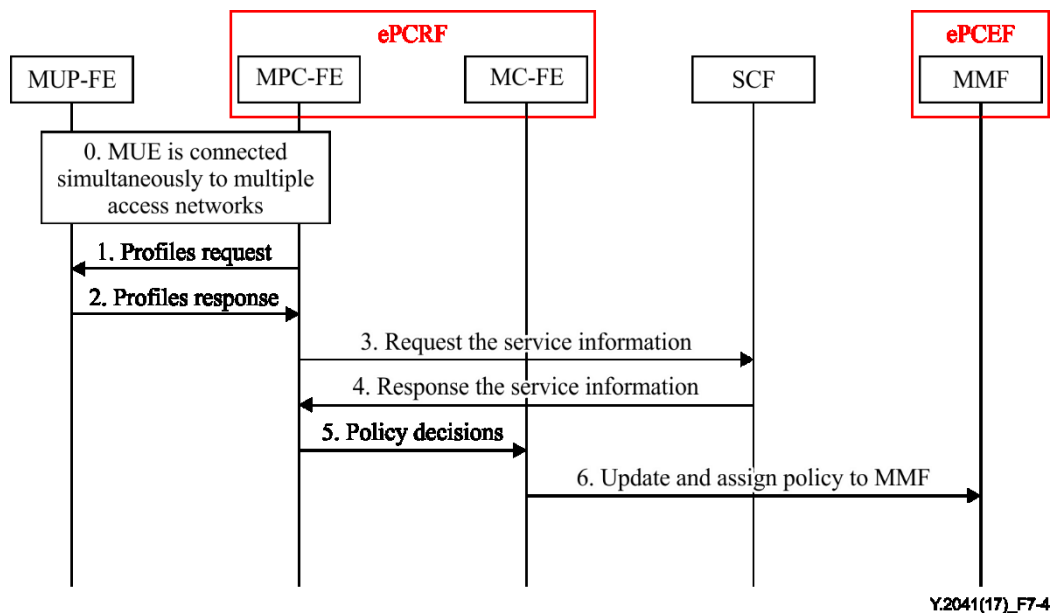 ePCRF
ePCEF
MUP-FE
MPC-FE
MC-FE
SCF
MMF
0. MUE is connected
simultaneously to multiple
access networks
1. Profiles request
2. Profiles response
3. Request the service information
4. Response the service information
5. Policy decisions
6. Update and assign policy to MMF
Y.2041(17)_F7-4